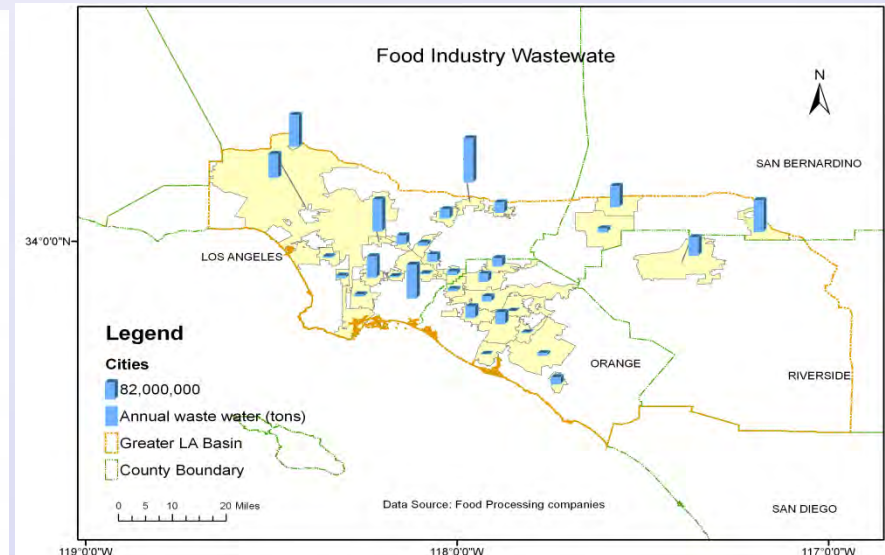 Food Industry Wastewate
N
SAN BERNARDINO
34°0'0"N
LOS ANGELES
ORANGE
RIVERSIDE
SAN DIEGO
Legend
Cities
82,000,000
Annual waste water (tons)
Greater LA Basin
County Boundary
0 5 10 20 Miles
Data Source: Food Processing companies
119°0'0"W
118°0'0"W
117°0'0"W